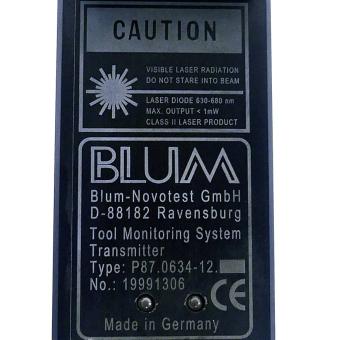 CAUTION
VISIBLE LASER RADIATION
DO NOT STARE INTO BEAM
LASER DIODE 630-680 nm
MAX. OUTPUT < 1mW
CLASS II LASER PRODUCT
BLUM
Blum-Novotest GmbH
D-88182 Ravensburg
Tool Monitoring System
Transmitter
Type: P87.0634-12.
No.: 19991306
CE
Made in Germany